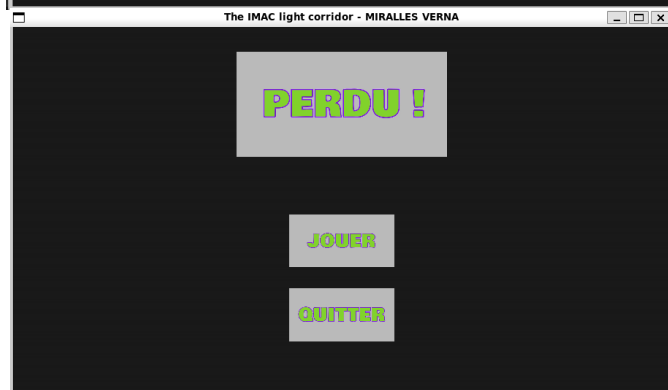 The IMAC light corridor - MIRALLES VERNA
PERDU !
JOUER
QUITTER